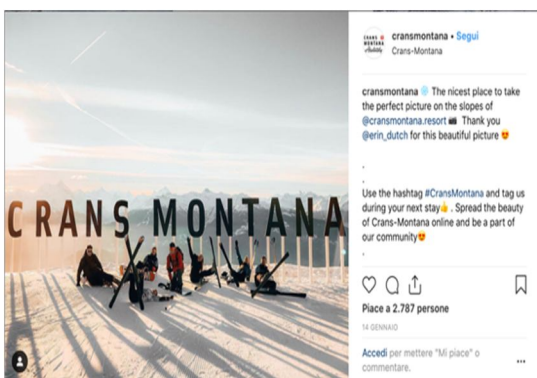 CRANS MONTANA
CRANS
MONTANA
cransmontana • Segui
Crans-Montana
cransmontana ❄️ The nicest place to take
the perfect picture on the slopes of
@cransmontana.resort 📷 Thank you
@erin_dutch for this beautiful picture 😍
.
.
Use the hashtag #CransMontana and tag us
during your next stay👍. Spread the beauty
of Crans-Montana online and be a part of
our community😍
.
Piace a 2.787 persone
14 GENNAIO
Accedi per mettere "Mi piace" o
commentare.